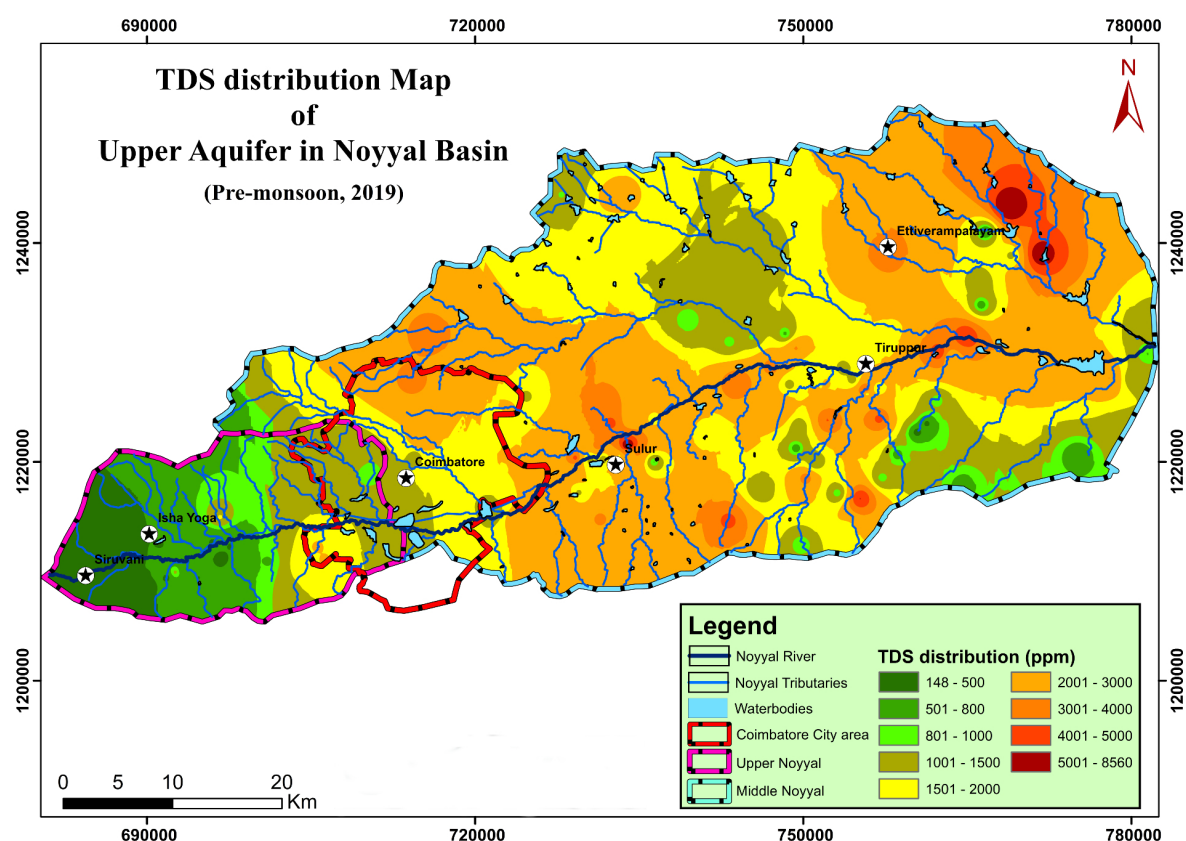 690000 720000 750000 780000
TDS distribution Map
of
Upper Aquifer in Noyyal Basin
(Pre-monsoon, 2019)
N
1240000 1240000
Ettiverampalayam
Tiruppur
1220000 1220000
Sulur
Coimbatore
Isha Yoga
Siruvani
1200000 1200000
Legend
Noyyal River
Noyyal Tributaries
Waterbodies
Coimbatore City area
Upper Noyyal
Middle Noyyal
TDS distribution (ppm)
148 - 500
501 - 800
801 - 1000
1001 - 1500
1501 - 2000
2001 - 3000
3001 - 4000
4001 - 5000
5001 - 8560
0 5 10 20
Km
690000 720000 750000 780000